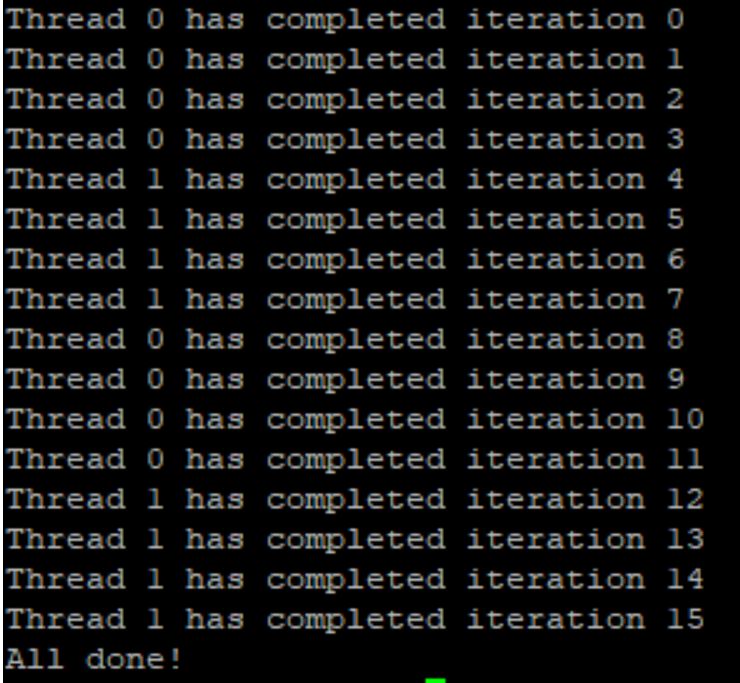 Thread 0 has completed iteration 0
Thread 0 has completed iteration 1
Thread 0 has completed iteration 2
Thread 0 has completed iteration 3
Thread 1 has completed iteration 4
Thread 1 has completed iteration 5
Thread 1 has completed iteration 6
Thread 1 has completed iteration 7
Thread 0 has completed iteration 8
Thread 0 has completed iteration 9
Thread 0 has completed iteration 10
Thread 0 has completed iteration 11
Thread 1 has completed iteration 12
Thread 1 has completed iteration 13
Thread 1 has completed iteration 14
Thread 1 has completed iteration 15
All done!